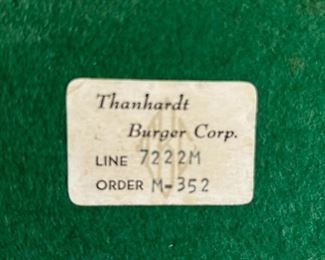 Thanhardt
Burger Corp.
LINE 7222M
ORDER M-352